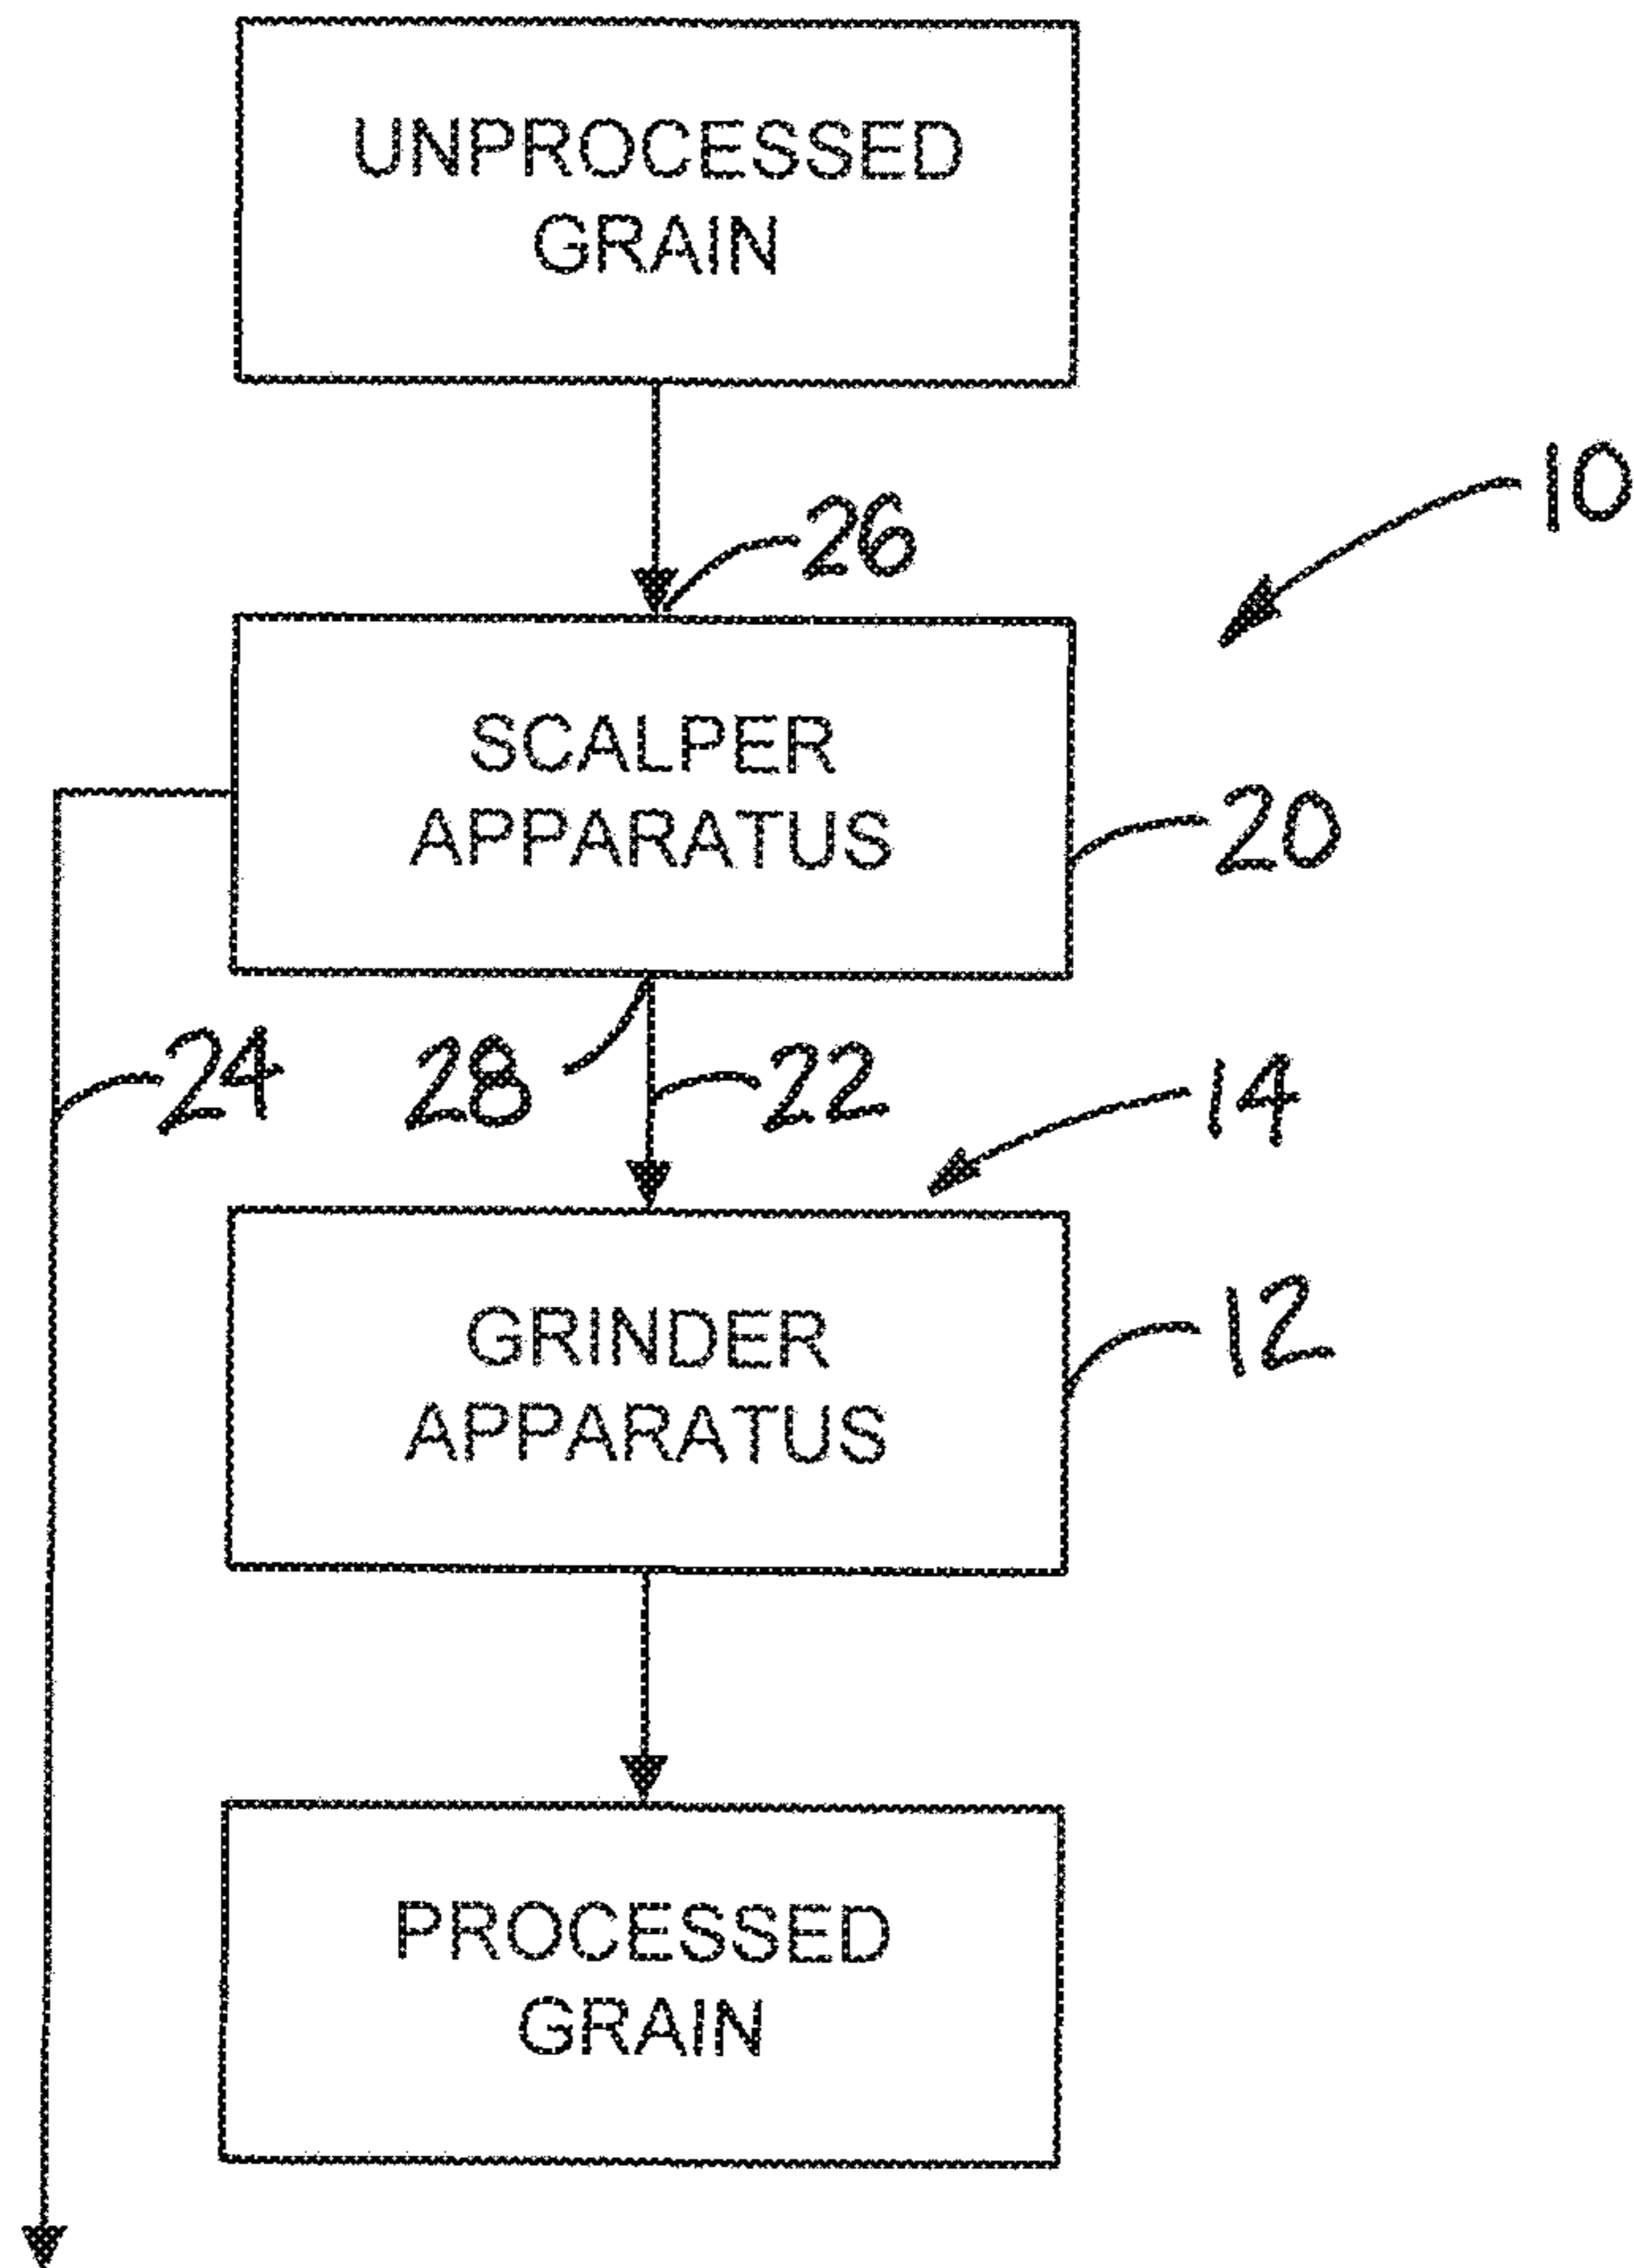 UNPROCESSED
GRAIN
10
26
SCALPER
APPARATUS
20
24
28
22
14
GRINDER
APPARATUS
12
PROCESSED
GRAIN